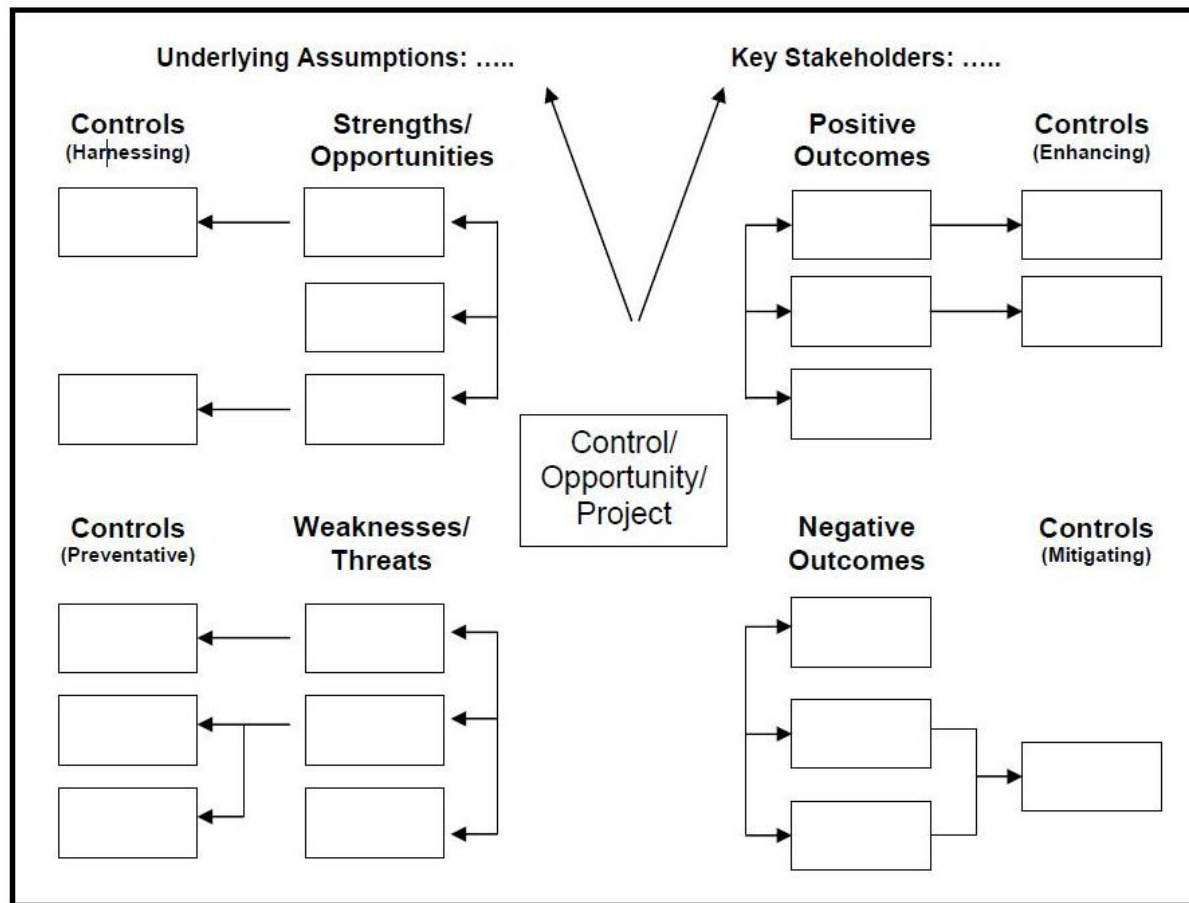 Underlying Assumptions: .....
Key Stakeholders: .....
Controls
(Harnessing)
Strengths/
Opportunities
Positive
Outcomes
Controls
(Enhancing)
Control/
Opportunity/
Project
Controls
(Preventative)
Weaknesses/
Threats
Negative
Outcomes
Controls
(Mitigating)